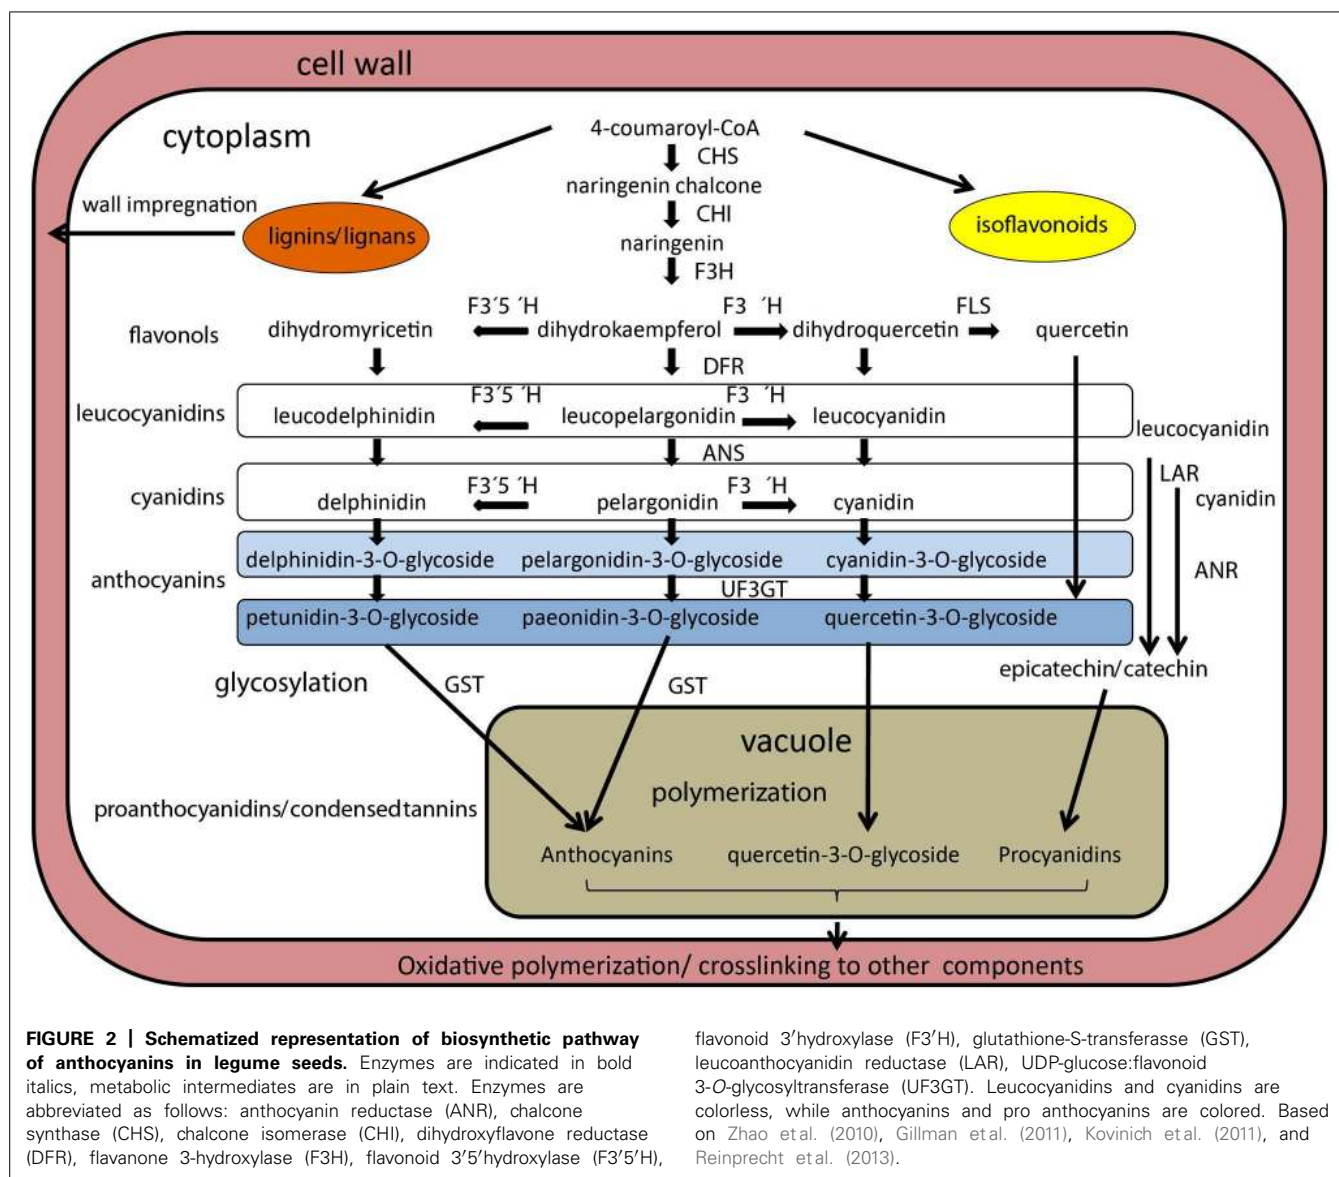 cell wall
cytoplasm
4-coumaroyl-CoA
CHS
naringenin chalcone
wall impregnation
CHI
lignins/lignans
isoflavonoids
naringenin
F3H
F3´5 ´H
F3 ´H
FLS
flavonols
dihydromyricetin
dihydrokaempferol
dihydroquercetin
quercetin
DFR
F3´5 ´H
F3 ´H
leucocyanidins
leucodelphinidin
leucopelargonidin
leucocyanidin
leucocyanidin
ANS
LAR
F3´5 ´H
F3 ´H
cyanidins
delphinidin
pelargonidin
cyanidin
cyanidin
delphinidin-3-O-glycoside
pelargonidin-3-O-glycoside
cyanidin-3-O-glycoside
anthocyanins
ANR
UF3GT
petunidin-3-O-glycoside
paeonidin-3-O-glycoside
quercetin-3-O-glycoside
epicatechin/catechin
glycosylation
GST
GST
vacuole
polymerization
proanthocyanidins/condensedtannins
Anthocyanins
quercetin-3-O-glycoside
Procyanidins
Oxidative polymerization/ crosslinking to other components
FIGURE 2 | Schematized representation of biosynthetic pathway
of anthocyanins in legume seeds. Enzymes are indicated in bold
italics, metabolic intermediates are in plain text. Enzymes are
abbreviated as follows: anthocyanin reductase (ANR), chalcone
synthase (CHS), chalcone isomerase (CHI), dihydroxyflavone reductase
(DFR), flavanone 3-hydroxylase (F3H), flavonoid 3′5′hydroxylase (F3′5′H),
flavonoid 3′hydroxylase (F3′H), glutathione-S-transferasse (GST),
leucoanthocyanidin reductase (LAR), UDP-glucose:flavonoid
3-O-glycosyltransferase (UF3GT). Leucocyanidins and cyanidins are
colorless, while anthocyanins and pro anthocyanins are colored. Based
on Zhao et al. (2010), Gillman et al. (2011), Kovinich et al. (2011), and
Reinprecht et al. (2013).